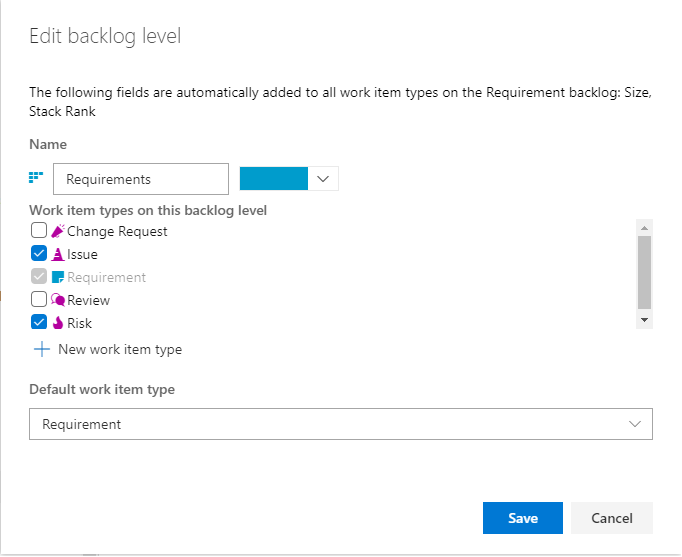 Edit backlog level
The following fields are automatically added to all work item types on the Requirement backlog: Size,
Stack Rank
Name
Requirements
Work item types on this backlog level
Change Request
Issue
Requirement
Review
Risk
New work item type
Default work item type
Requirement
Save
Cancel